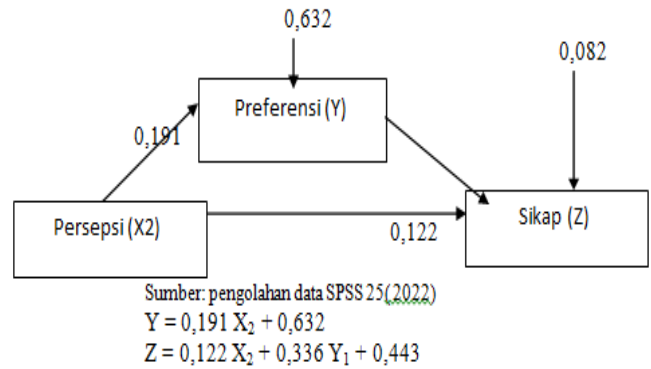 0,632
0,082
Preferensi (Y)
0,191
Persepsi (X2)
Sikap (Z)
0,122
Sumber: pengolahan data SPSS 25(2022)
Y = 0,191 X₂ + 0,632
Z = 0,122 X₂ + 0,336 Y₁ + 0,443